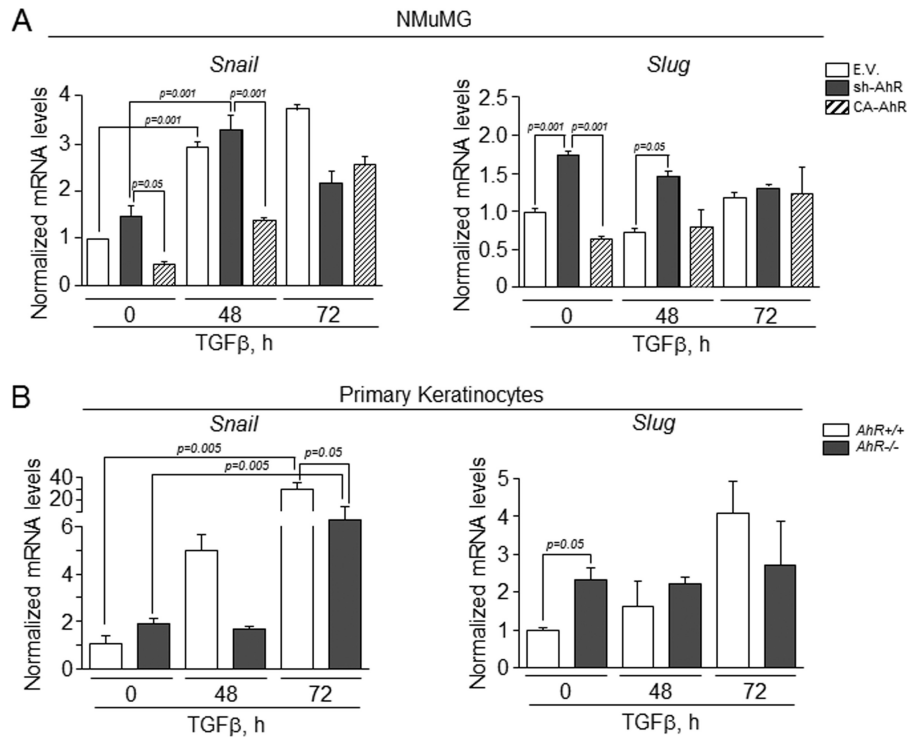 A
NMuMG
Snail
Slug
E.V.
sh-AhR
CA-AhR
Normalized mRNA levels
4
3
2
1
0
p=0.001
p=0.001
p=0.05
p=0.001
0 48 72
TGFβ, h
Normalized mRNA levels
2.5
2.0
1.5
1.0
0.5
0
p=0.001
p=0.001
p=0.05
0 48 72
TGFβ, h
B
Primary Keratinocytes
Snail
Slug
AhR+/+
AhR-/-
Normalized mRNA levels
40
20
6
4
2
0
p=0.005
p=0.05
p=0.005
0 48 72
TGFβ, h
Normalized mRNA levels
5
4
3
2
1
0
p=0.05
0 48 72
TGFβ, h